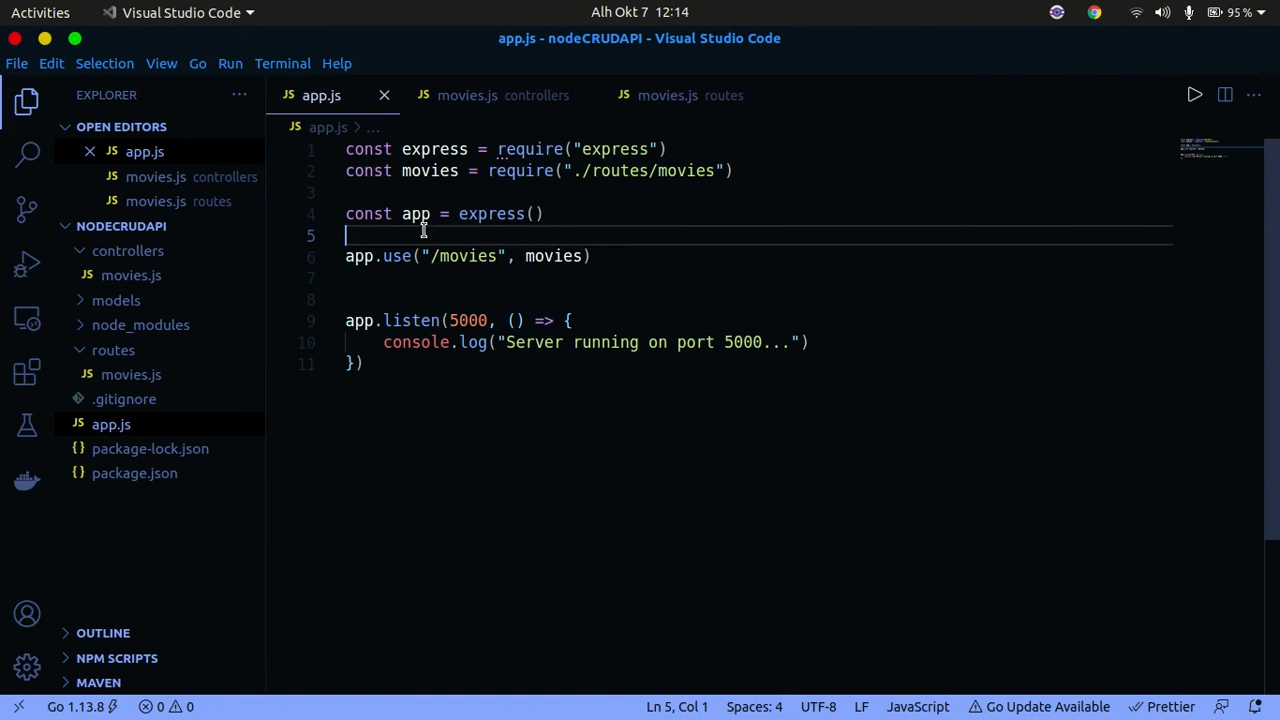 Activities
Visual Studio Code
Alh Okt 7 12:14
95 %
app.js - nodeCRUDAPI - Visual Studio Code
File Edit Selection View Go Run Terminal Help
EXPLORER
JS app.js
JS movies.js controllers
JS movies.js routes
OPEN EDITORS
JS app.js
JS movies.js controllers
JS movies.js routes
NODECRUDAPI
controllers
JS movies.js
models
node_modules
routes
JS movies.js
.gitignore
JS app.js
{} package-lock.json
{} package.json
OUTLINE
NPM SCRIPTS
MAVEN
JS app.js > ...
1 const express = require("express")
2 const movies = require("./routes/movies")
3
4 const app = express()
5
6 app.use("/movies", movies)
7
8
9 app.listen(5000, () => {
10 console.log("Server running on port 5000...")
11 })
Go 1.13.8 0 0 Ln 5, Col 1 Spaces: 4 UTF-8 LF JavaScript Go Update Available Prettier